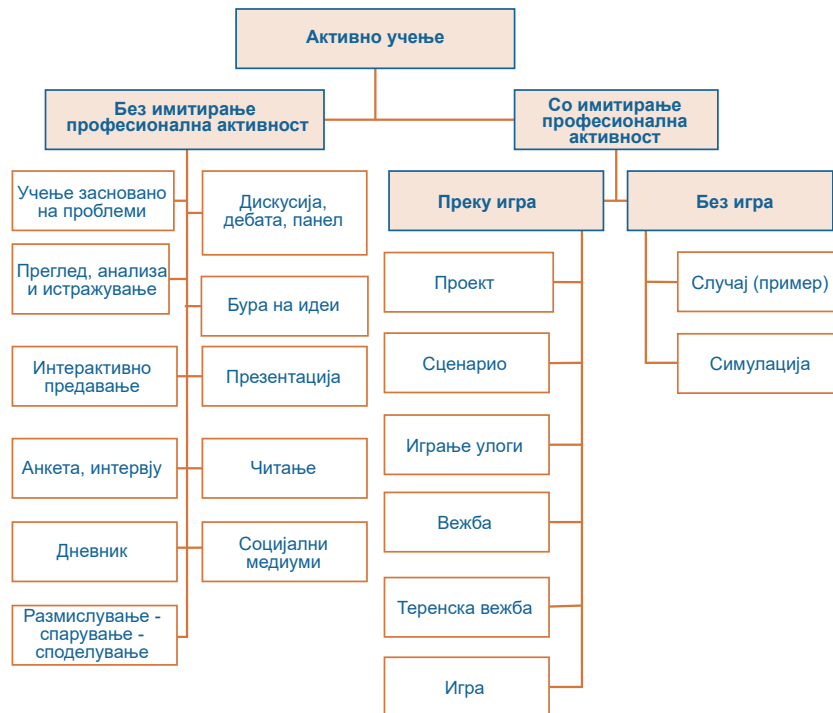 Активно учење
Без имитирање
професионална активност
Со имитирање
професионална
активност
Учење засновано
на проблеми
Дискусија,
дебата, панел
Преглед, анализа
и истражување
Бура на идеи
Интерактивно
предавање
Презентација
Анкета, интервју
Читање
Дневник
Социјални
медиуми
Размислување -
спарување -
споделување
Преку игра
Без игра
Проект
Сценарио
Играње улоги
Вежба
Теренска вежба
Игра
Случај (пример)
Симулација